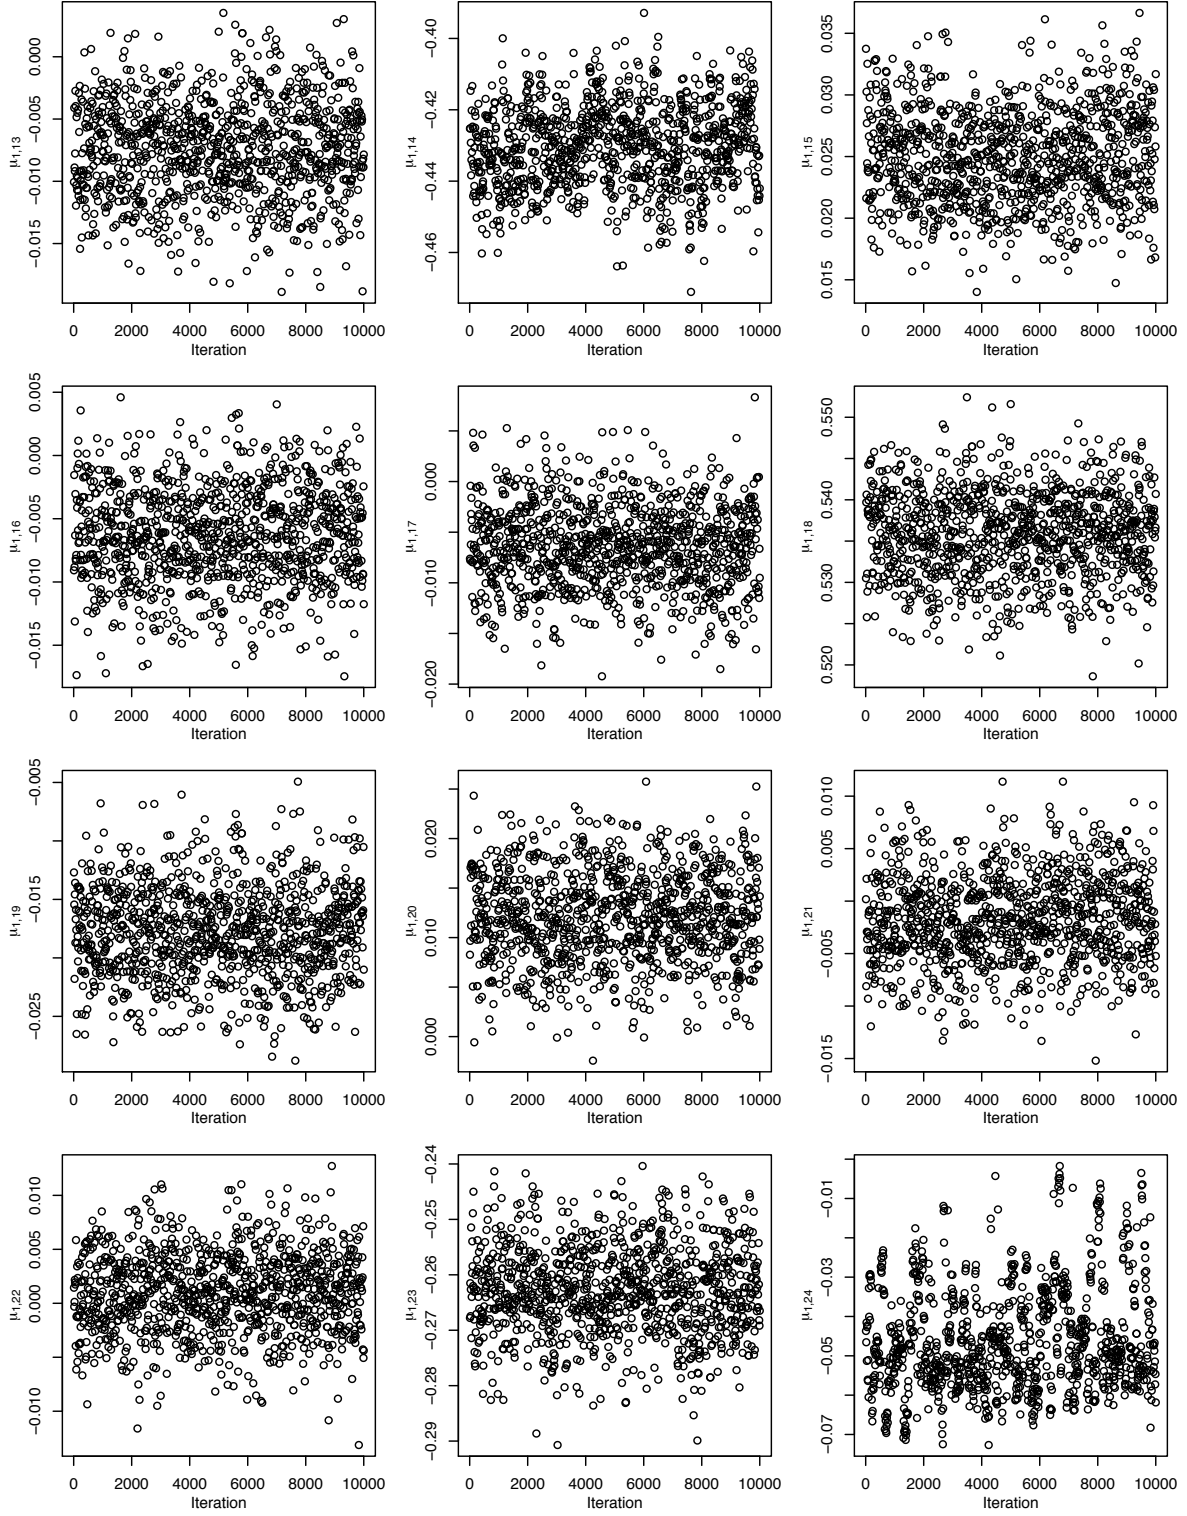 μ1,13
0.000
−0.005
−0.010
−0.015
0 2000 4000 6000 8000 10000
Iteration
μ1,14
−0.40
−0.42
−0.44
−0.46
0 2000 4000 6000 8000 10000
Iteration
μ1,15
0.035
0.030
0.025
0.020
0.015
0 2000 4000 6000 8000 10000
Iteration
μ1,16
0.005
0.000
−0.005
−0.010
−0.015
0 2000 4000 6000 8000 10000
Iteration
μ1,17
0.000
−0.010
−0.020
0 2000 4000 6000 8000 10000
Iteration
μ1,18
0.550
0.540
0.530
0.520
0 2000 4000 6000 8000 10000
Iteration
μ1,19
−0.005
−0.015
−0.025
0 2000 4000 6000 8000 10000
Iteration
μ1,20
0.020
0.010
0.000
0 2000 4000 6000 8000 10000
Iteration
μ1,21
0.010
0.005
−0.005
−0.015
0 2000 4000 6000 8000 10000
Iteration
μ1,22
0.010
0.005
0.000
−0.010
0 2000 4000 6000 8000 10000
Iteration
μ1,23
−0.24
−0.25
−0.26
−0.27
−0.28
−0.29
0 2000 4000 6000 8000 10000
Iteration
μ1,24
−0.01
−0.03
−0.05
−0.07
0 2000 4000 6000 8000 10000
Iteration